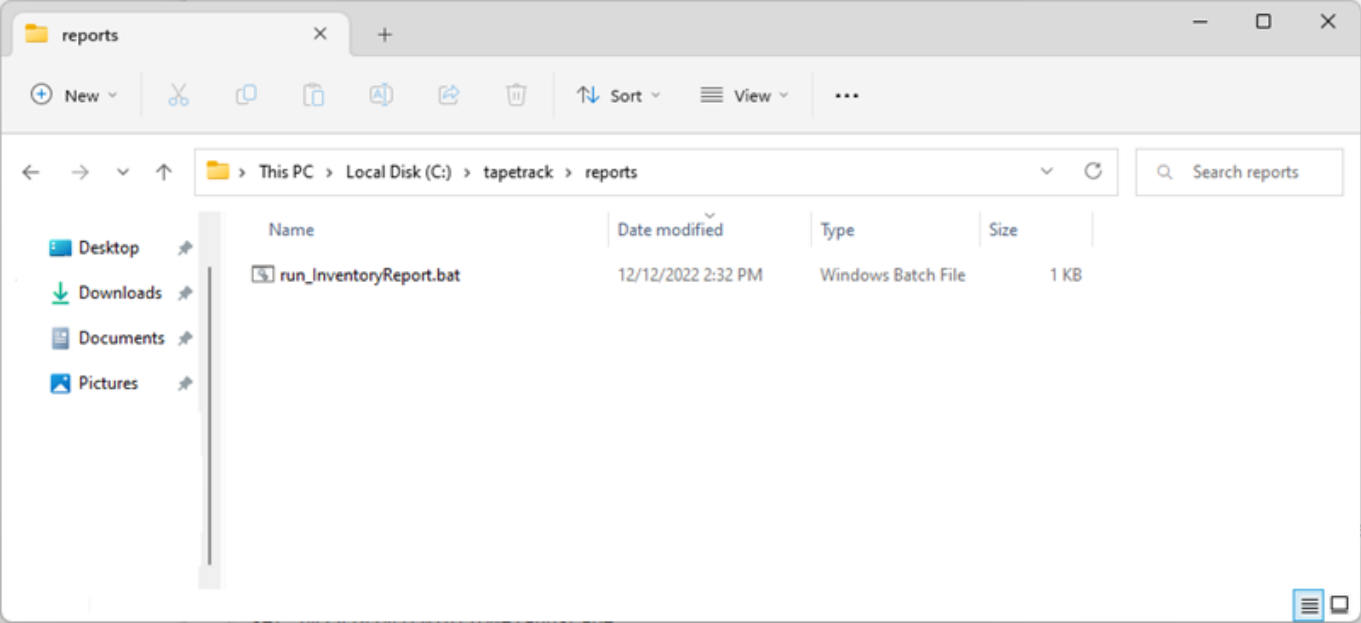 reports
New
Sort
View
This PC > Local Disk (C:) > tapetrack > reports
Search reports
Name Date modified Type Size
Desktop
run_InventoryReport.bat 12/12/2022 2:32 PM Windows Batch File 1 KB
Downloads
Documents
Pictures